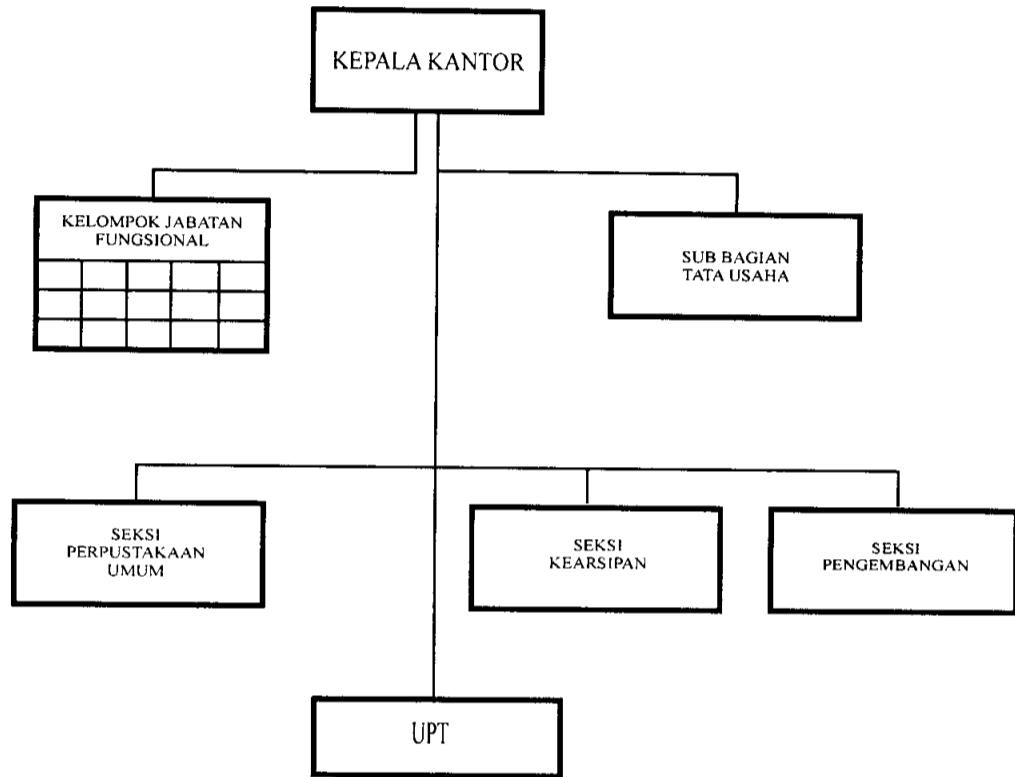 KEPALA KANTOR
KELOMPOK JABATAN
FUNGSIONAL
SUB BAGIAN
TATA USAHA
SEKSI
PERPUSTAKAAN
UMUM
SEKSI
KEARSIPAN
SEKSI
PENGEMBANGAN
UPT